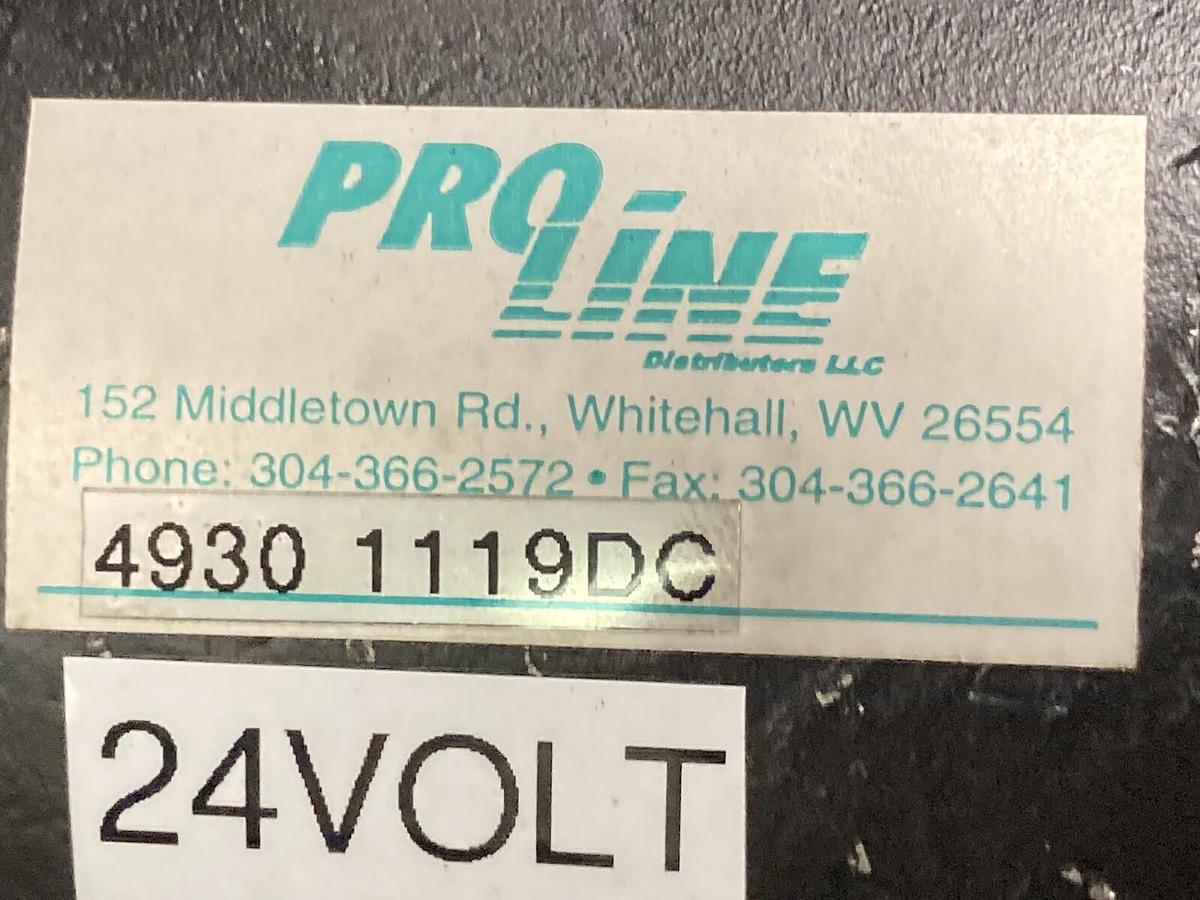 PRO
LiNE
Distributors LLC
152 Middletown Rd., Whitehall, WV 26554
Phone: 304-366-2572 • Fax: 304-366-2641
4930 1119DC
24VOLT